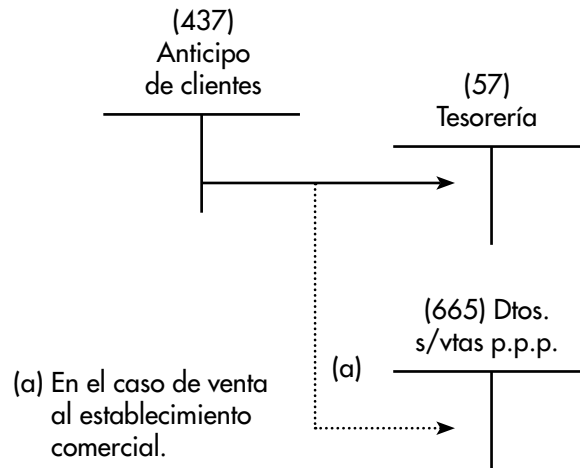 (437)
Anticipo
de clientes
(57)
Tesorería
(665) Dtos.
s/vtas p.p.p.
(a)
(a) En el caso de venta
al establecimiento
comercial.